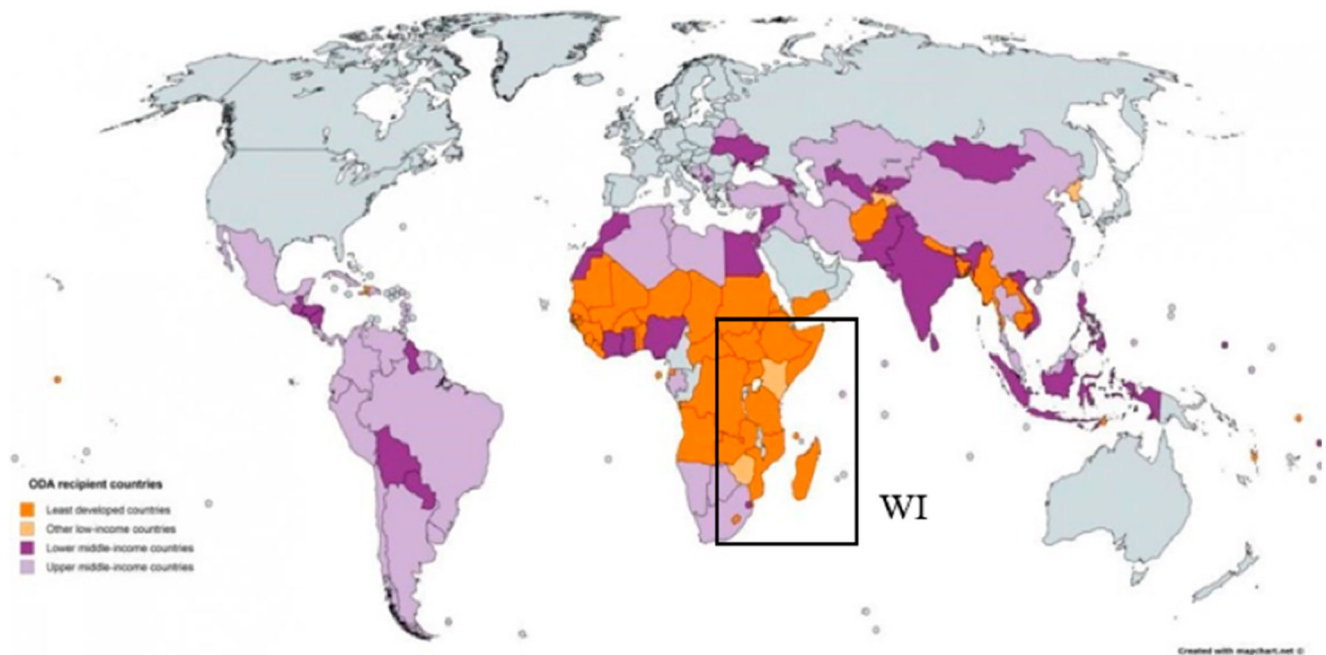 WI
ODA recipient countries
Least developed countries
Other low-income countries
Lower middle-income countries
Upper middle-income countries
Created with mapchart.net ©